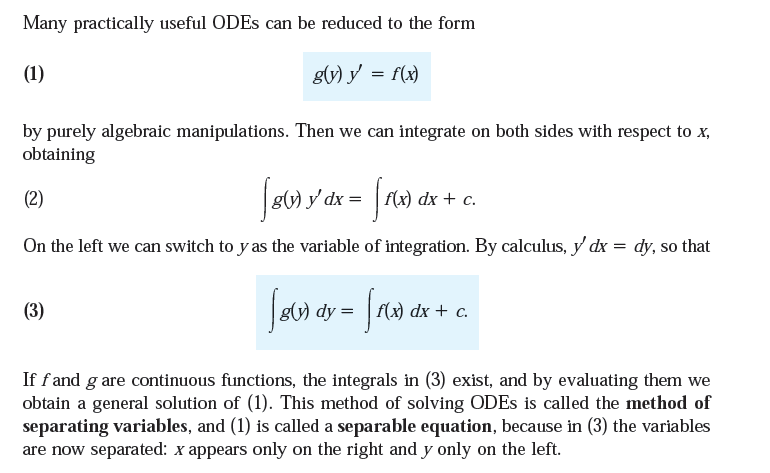 Many practically useful ODEs can be reduced to the form
(1) g(y) y′ = f(x)
by purely algebraic manipulations. Then we can integrate on both sides with respect to x,
obtaining
(2) ∫ g(y) y′ dx = ∫ f(x) dx + c.
On the left we can switch to y as the variable of integration. By calculus, y′ dx = dy, so that
(3) ∫ g(y) dy = ∫ f(x) dx + c.
If f and g are continuous functions, the integrals in (3) exist, and by evaluating them we
obtain a general solution of (1). This method of solving ODEs is called the method of
separating variables, and (1) is called a separable equation, because in (3) the variables
are now separated: x appears only on the right and y only on the left.